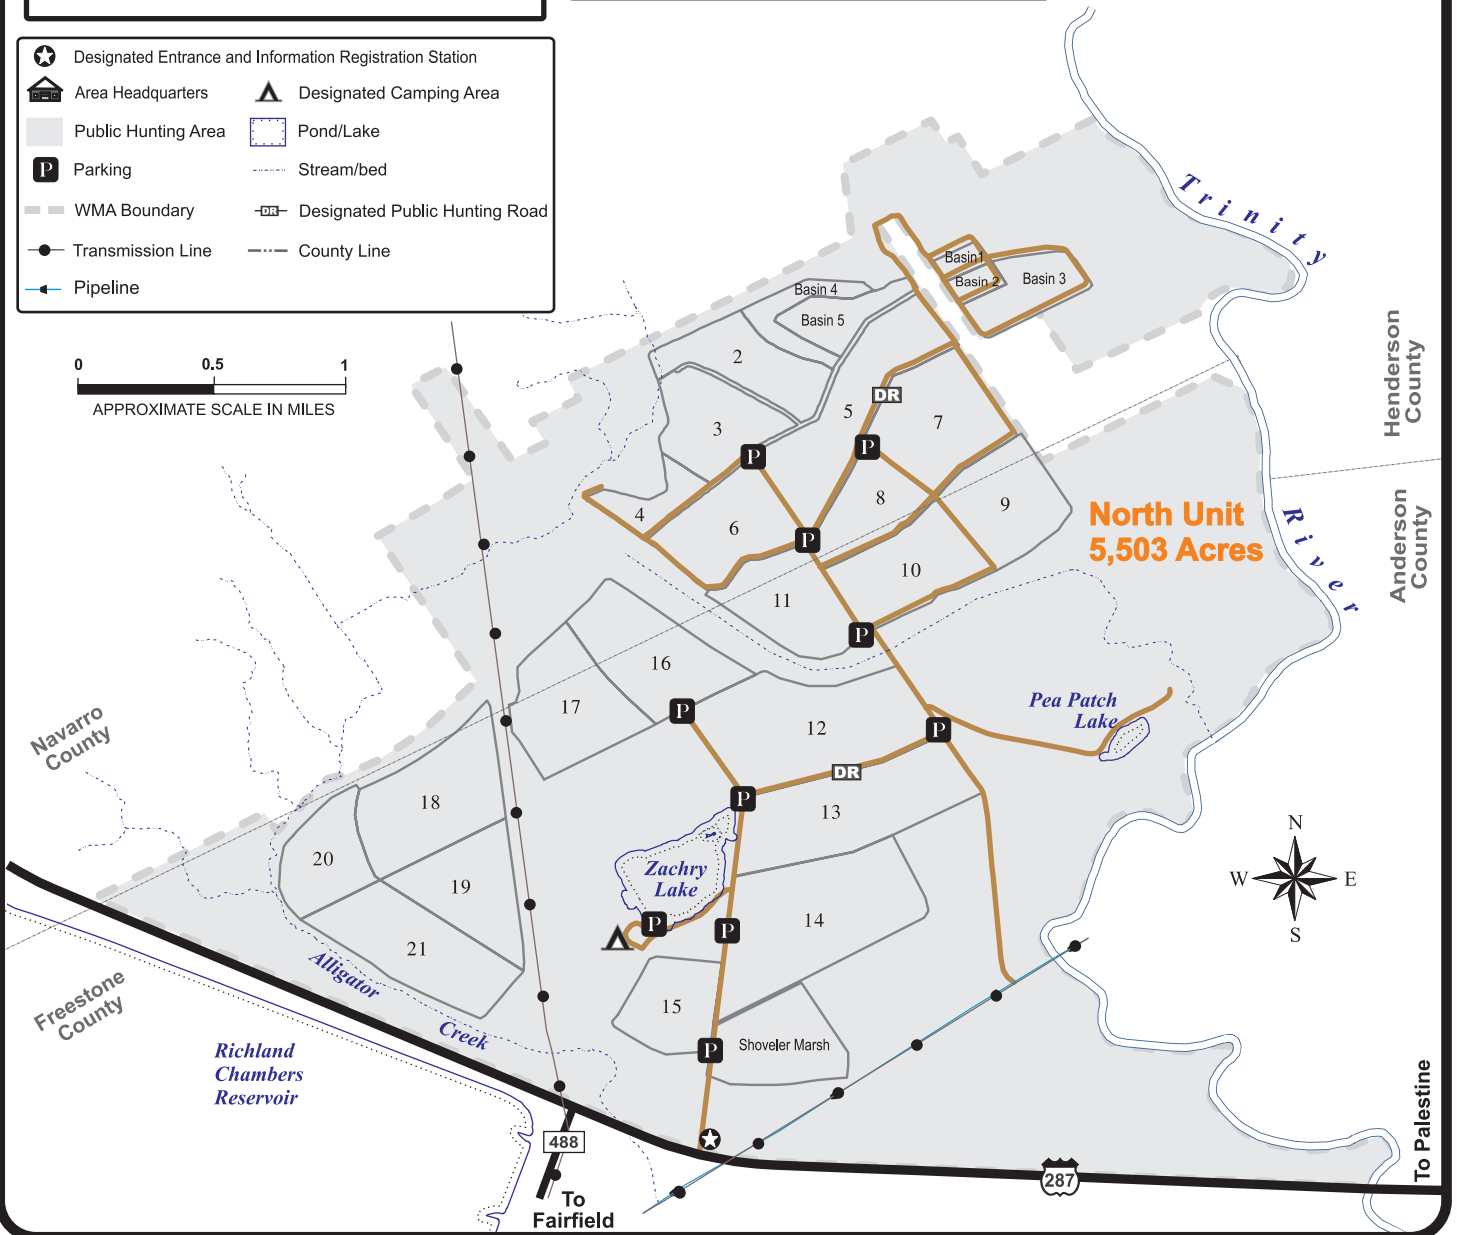 Designated Entrance and Information Registration Station
Area Headquarters
Designated Camping Area
Public Hunting Area
Pond/Lake
P Parking
Stream/bed
WMA Boundary
DR Designated Public Hunting Road
Transmission Line
County Line
Pipeline
0 0.5 1
APPROXIMATE SCALE IN MILES
Trinity
River
Basin1
Basin 2
Basin 3
Basin 4
Basin 5
2
3
5
DR
7
P
P
4
6
P
8
9
Henderson
County
Anderson
County
North Unit
5,503 Acres
10
11
P
16
17
P
12
P
Pea Patch
Lake
DR
P
13
Navarro
County
18
20
19
21
Zachry
Lake
P
P
14
15
P
Shoveler Marsh
N
W E
S
Alligator
Creek
Freestone
County
Richland
Chambers
Reservoir
488
To
Fairfield
287
To Palestine